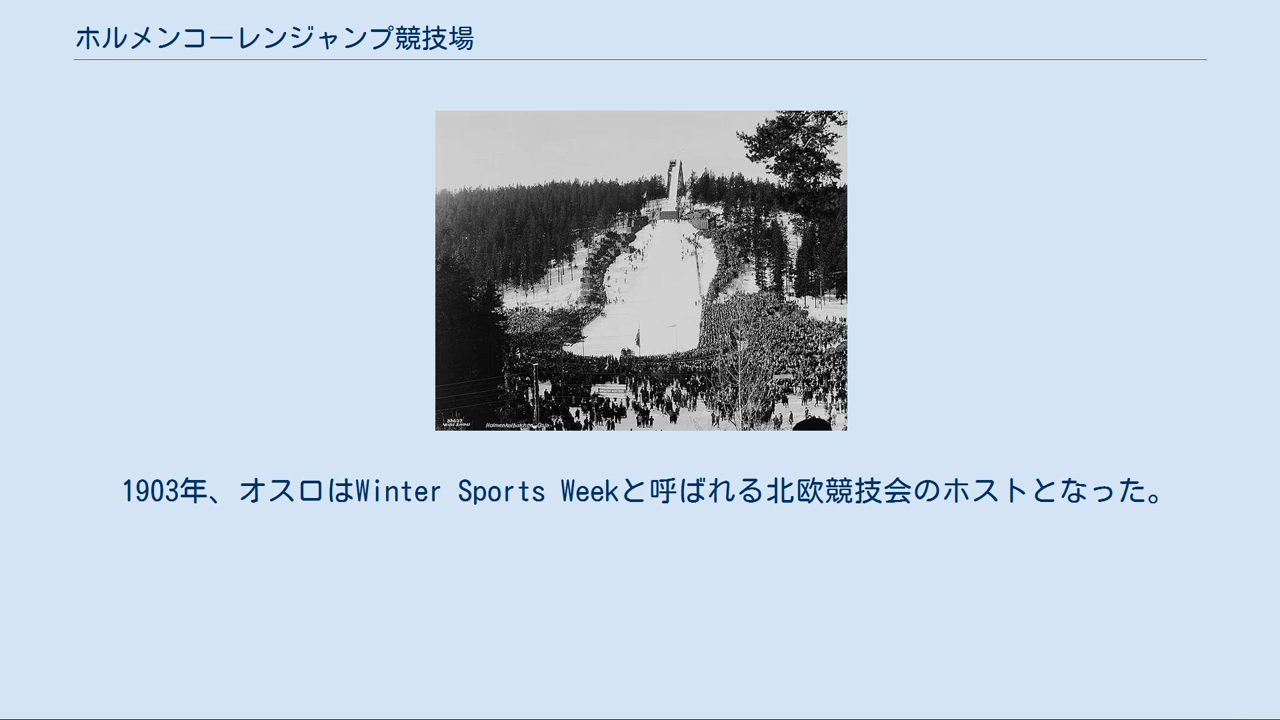 ホルメンコーレンジャンプ競技場
1903年、オスロはWinter Sports Weekと呼ばれる北欧競技会のホストとなった。